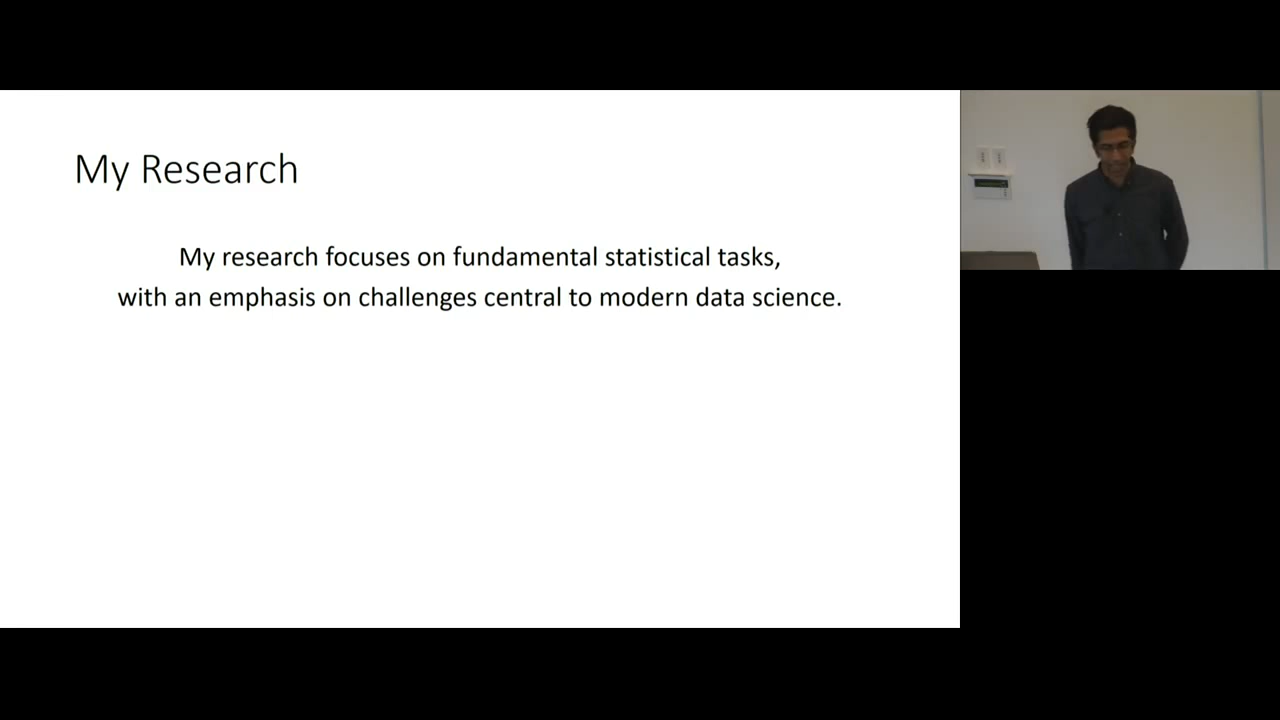 My Research
My research focuses on fundamental statistical tasks,
with an emphasis on challenges central to modern data science.